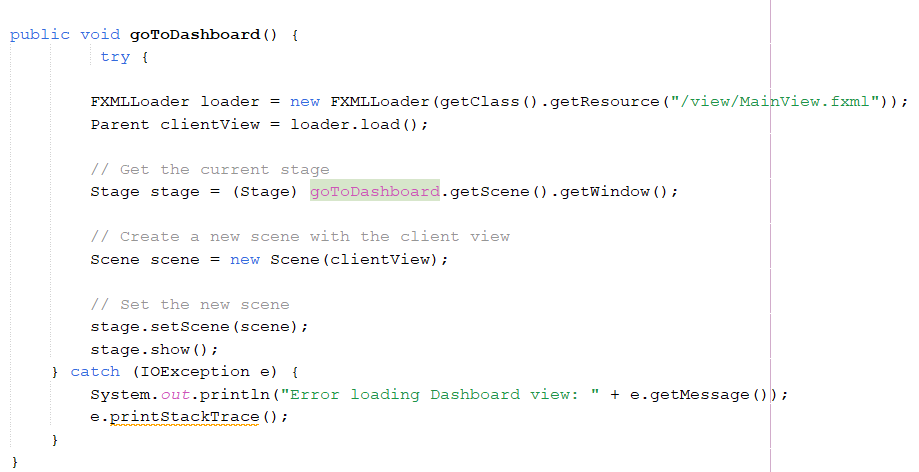 public void goToDashboard() {
try {
FXMLLoader loader = new FXMLLoader(getClass().getResource("/view/MainView.fxml"));
Parent clientView = loader.load();
// Get the current stage
Stage stage = (Stage) goToDashboard.getScene().getWindow();
// Create a new scene with the client view
Scene scene = new Scene(clientView);
// Set the new scene
stage.setScene(scene);
stage.show();
} catch (IOException e) {
System.out.println("Error loading Dashboard view: " + e.getMessage());
e.printStackTrace();
}
}